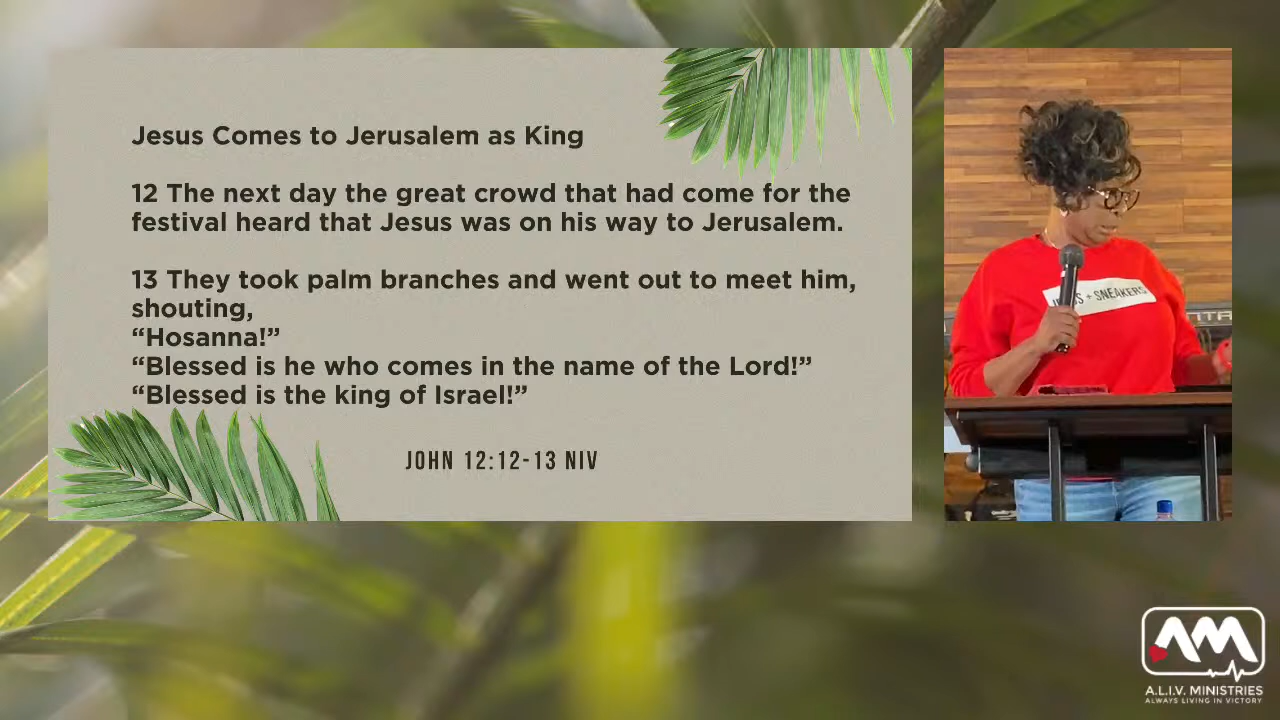 Jesus Comes to Jerusalem as King
12 The next day the great crowd that had come for the
festival heard that Jesus was on his way to Jerusalem.
13 They took palm branches and went out to meet him,
shouting,
“Hosanna!”
“Blessed is he who comes in the name of the Lord!”
“Blessed is the king of Israel!”
JOHN 12:12-13 NIV
+ SNEAKERS
AM
A.L.I.V. MINISTRIES
ALWAYS LIVING IN VICTORY